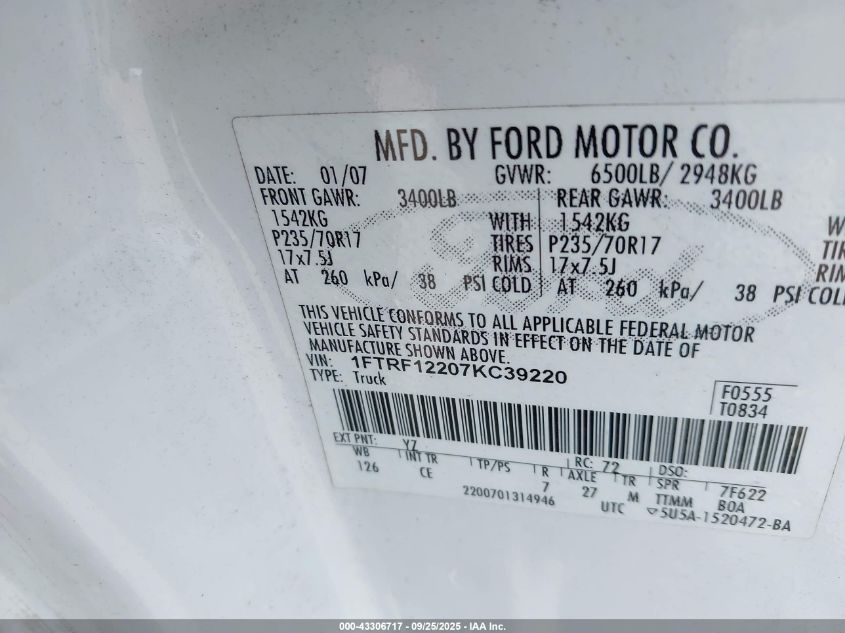 MFD. BY FORD MOTOR CO.
DATE: 01/07 GVWR: 6500LB/ 2948KG
FRONT GAWR: 3400LB REAR GAWR: 3400LB
1542KG WITH 1542KG
P235/70R17 TIRES P235/70R17
17x7.5J RIMS 17x7.5J
AT 260 kPa/ 38 PSI COLD AT 260 kPa/ 38 PSI COLD
THIS VEHICLE CONFORMS TO ALL APPLICABLE FEDERAL MOTOR
VEHICLE SAFETY STANDARDS IN EFFECT ON THE DATE OF
MANUFACTURE SHOWN ABOVE.
VIN: 1FTRF12207KC39220
TYPE: Truck
F0555
T0834
EXT PNT: YZ RC: 72 DSO:
WB INT TR TP/PS R AXLE TR SPR 7F622
126 CE 7 27 M TTMM BOA
2200701314946 UTC ▽5U5A-1520472-BA
000-43306717 - 09/25/2025 - IAA Inc.